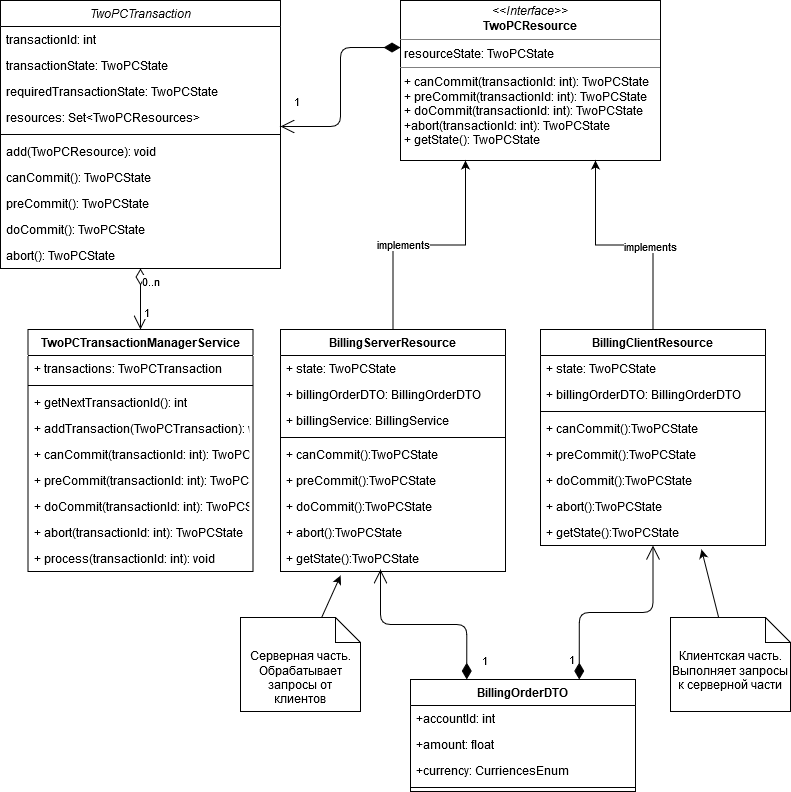 TwoPCTransaction
transactionId: int
transactionState: TwoPCState
requiredTransactionState: TwoPCState
resources: Set<TwoPCResources>
add(TwoPCResource): void
canCommit(): TwoPCState
preCommit(): TwoPCState
doCommit(): TwoPCState
abort(): TwoPCState
<<Interface>>
TwoPCResource
resourceState: TwoPCState
+ canCommit(transactionId: int): TwoPCState
+ preCommit(transactionId: int): TwoPCState
+ doCommit(transactionId: int): TwoPCState
+abort(transactionId: int): TwoPCState
+ getState(): TwoPCState
1
0..n
1
implements
implements
TwoPCTransactionManagerService
+ transactions: TwoPCTransaction
+ getNextTransactionId(): int
+ addTransaction(TwoPCTransaction):
+ canCommit(transactionId: int): TwoPC
+ preCommit(transactionId: int): TwoPC
+ doCommit(transactionId: int): TwoPCS
+ abort(transactionId: int): TwoPCState
+ process(transactionId: int): void
BillingServerResource
+ state: TwoPCState
+ billingOrderDTO: BillingOrderDTO
+ billingService: BillingService
+ canCommit():TwoPCState
+ preCommit():TwoPCState
+ doCommit():TwoPCState
+ abort():TwoPCState
+ getState():TwoPCState
BillingClientResource
+ state: TwoPCState
+ billingOrderDTO: BillingOrderDTO
+ canCommit():TwoPCState
+ preCommit():TwoPCState
+ doCommit():TwoPCState
+ abort():TwoPCState
+ getState():TwoPCState
Серверная часть.
Обрабатывает
запросы от
клиентов
1
1
Клиентская часть.
Выполняет запросы
к серверной части
BillingOrderDTO
+accountId: int
+amount: float
+currency: CurriencesEnum